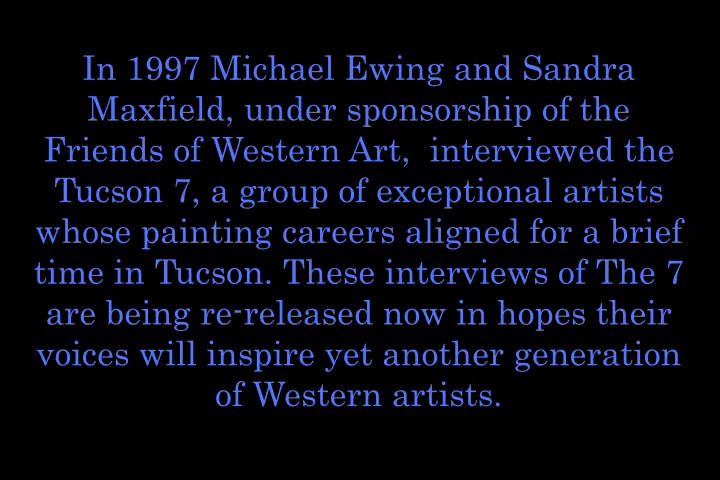 In 1997 Michael Ewing and Sandra
Maxfield, under sponsorship of the
Friends of Western Art,  interviewed the
Tucson 7, a group of exceptional artists
whose painting careers aligned for a brief
time in Tucson. These interviews of The 7
are being re-released now in hopes their
voices will inspire yet another generation
of Western artists.